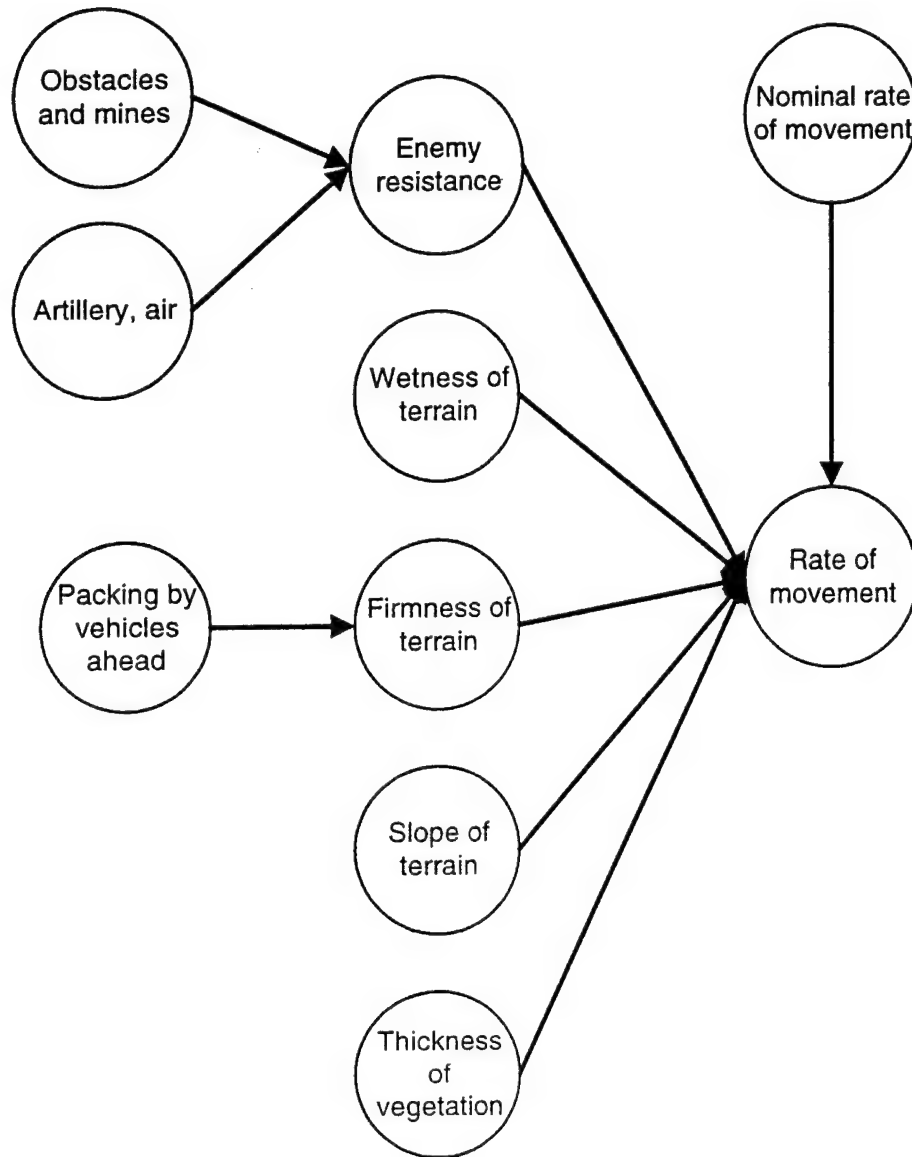 Obstacles
and mines
Nominal rate
of movement
Enemy
resistance
Artillery, air
Wetness of
terrain
Rate of
movement
Packing by
vehicles
ahead
Firmness of
terrain
Slope of
terrain
Thickness
of
vegetation